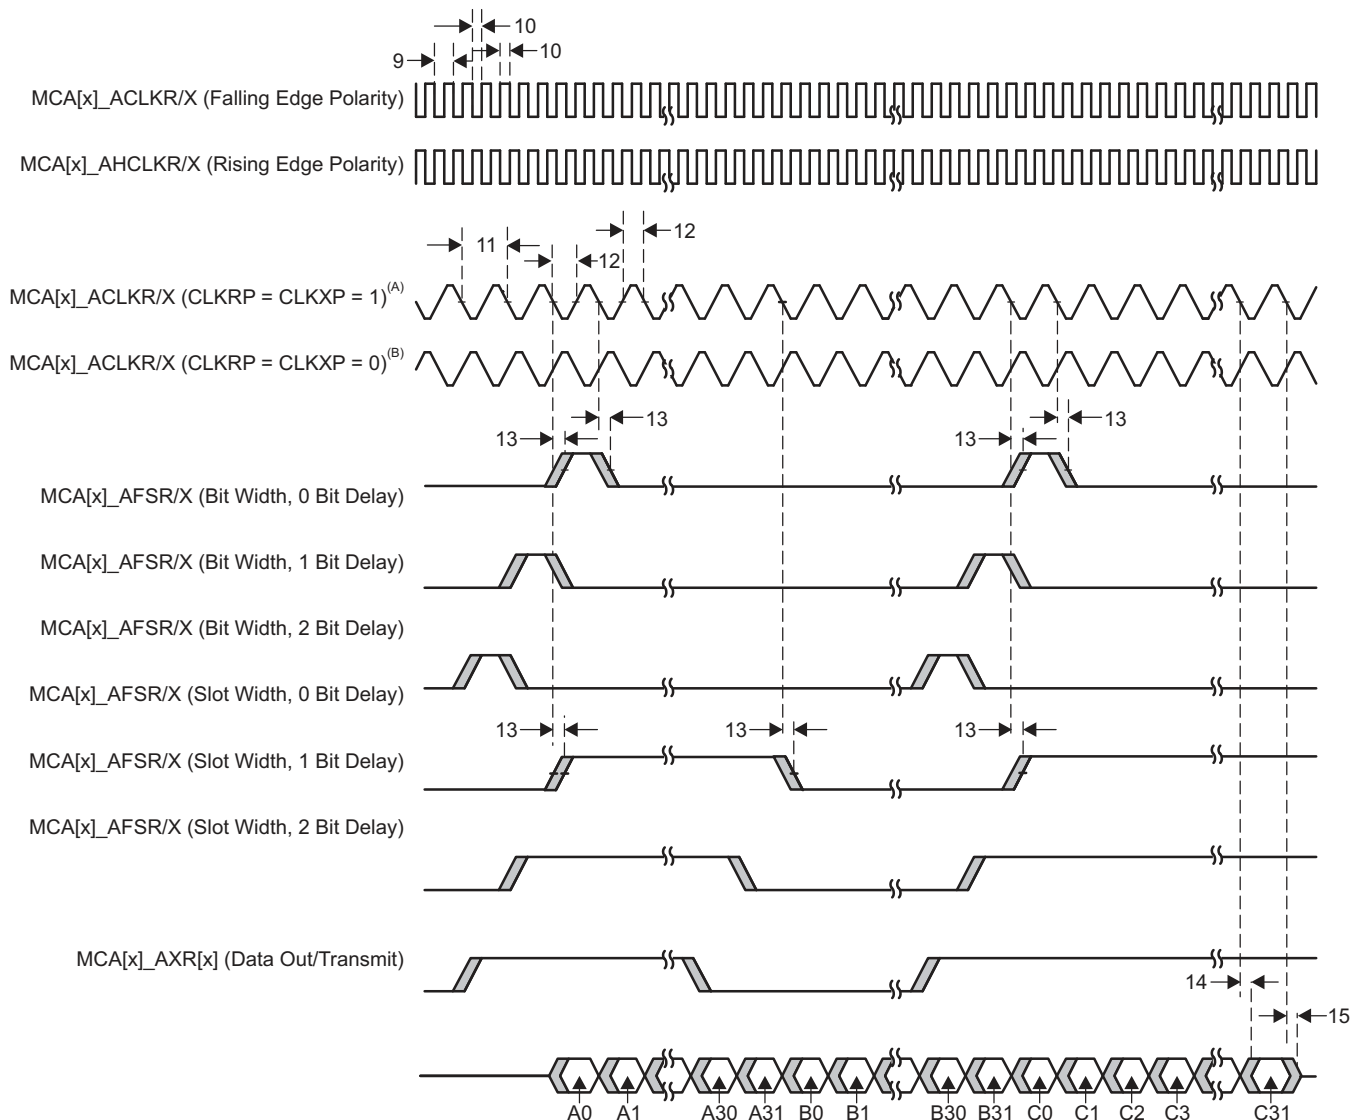 10
9
10
MCA[x]_ACLKR/X (Falling Edge Polarity)
MCA[x]_AHCLKR/X (Rising Edge Polarity)
11
12
12
MCA[x]_ACLKR/X (CLKRP = CLKXP = 1)(A)
MCA[x]_ACLKR/X (CLKRP = CLKXP = 0)(B)
13
13
13
13
MCA[x]_AFSR/X (Bit Width, 0 Bit Delay)
MCA[x]_AFSR/X (Bit Width, 1 Bit Delay)
MCA[x]_AFSR/X (Bit Width, 2 Bit Delay)
MCA[x]_AFSR/X (Slot Width, 0 Bit Delay)
13
13
13
MCA[x]_AFSR/X (Slot Width, 1 Bit Delay)
MCA[x]_AFSR/X (Slot Width, 2 Bit Delay)
MCA[x]_AXR[x] (Data Out/Transmit)
14
15
A0 A1 A30 A31 B0 B1 B30 B31 C0 C1 C2 C3 C31